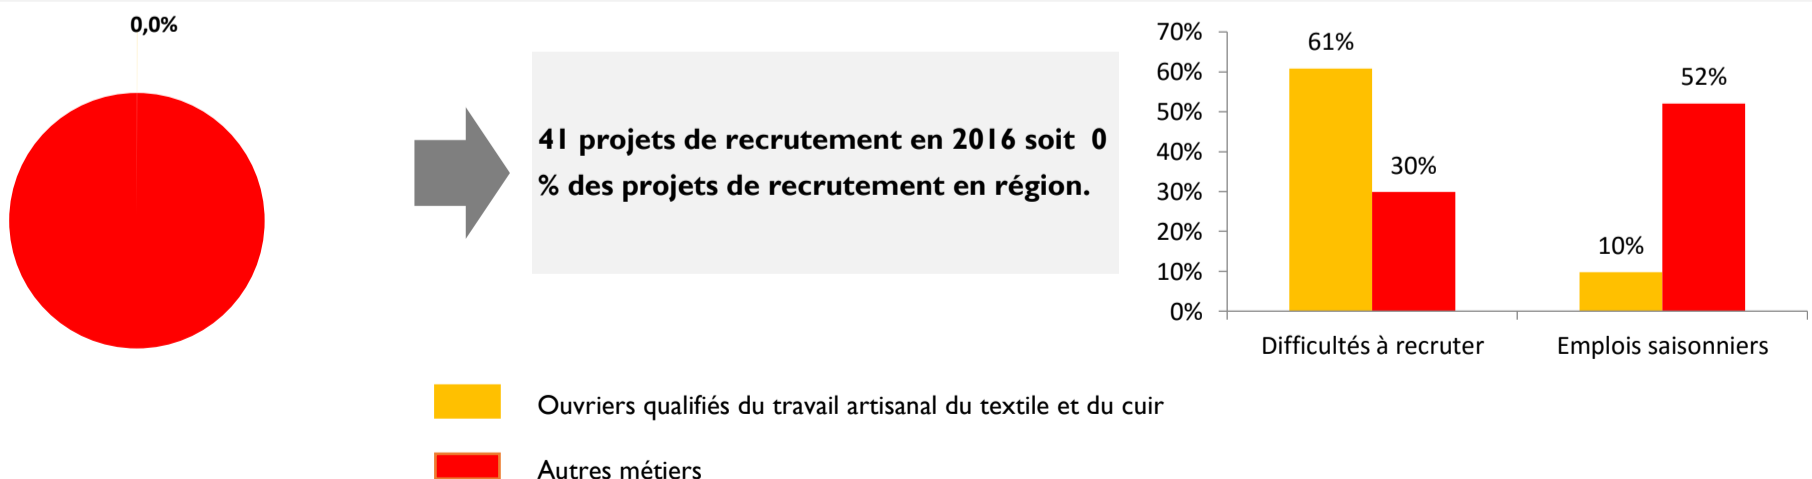 0,0%
41 projets de recrutement en 2016 soit 0
% des projets de recrutement en région.
70%
60%
50%
40%
30%
20%
10%
0%
61%
30%
10%
52%
Difficultés à recruter
Emplois saisonniers
Ouvriers qualifiés du travail artisanal du textile et du cuir
Autres métiers